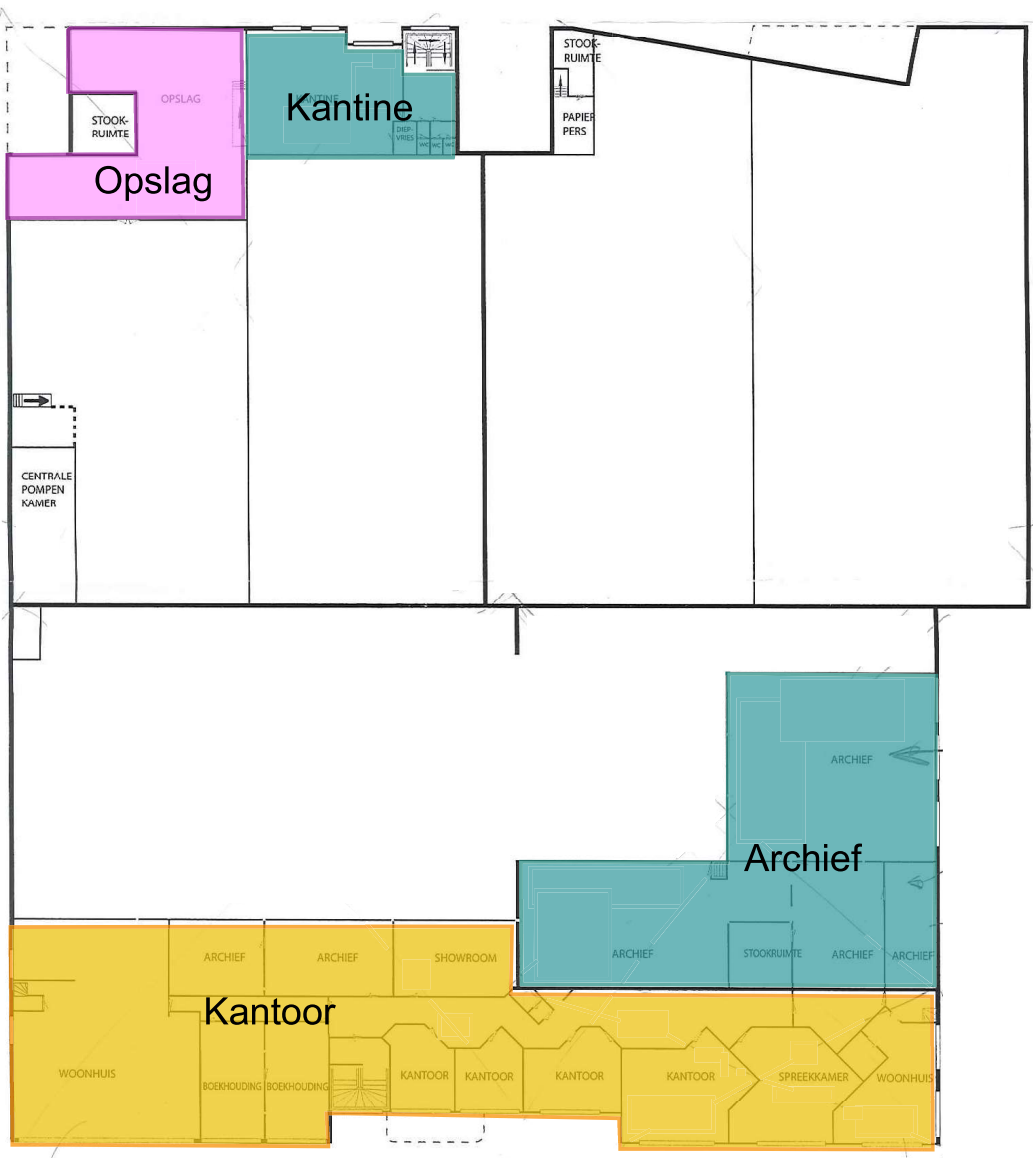 STOOK-
RUIMTE
OPSLAG
KANTINE
Kantine
STOOK-
RUIMTE
PAPIER
PERS
DIEP-
VRIES
WC WC WC
Opslag
CENTRALE
POMPEN
KAMER
ARCHIEF
Archief
ARCHIEF
STOOKRUIMTE
ARCHIEF
ARCHIEF
ARCHIEF
ARCHIEF
SHOWROOM
Kantoor
WOONHUIS
BOEKHOUDING
BOEKHOUDING
KANTOOR
KANTOOR
KANTOOR
KANTOOR
SPREEKKAMER
WOONHUIS